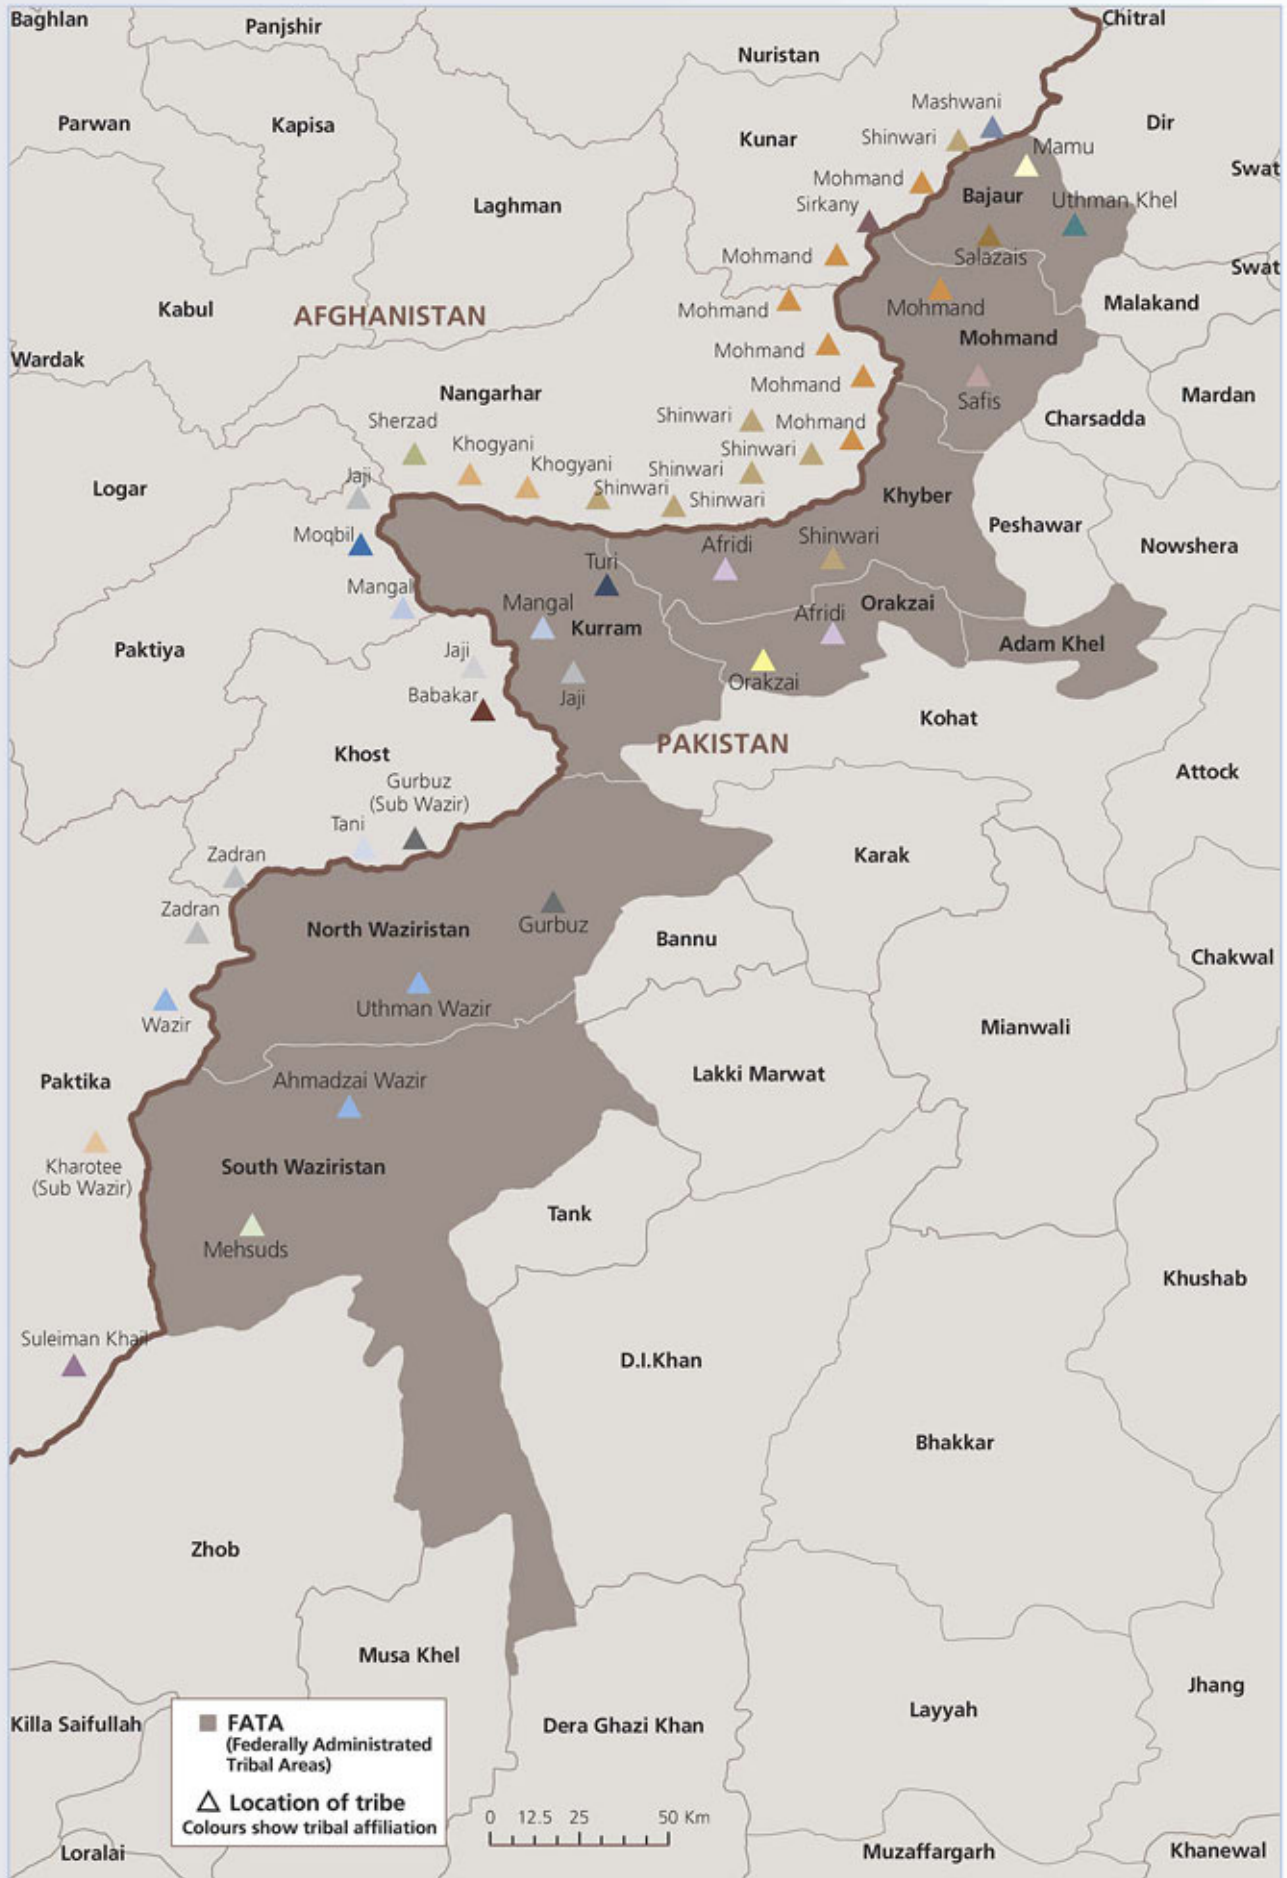 Baghlan
Panjshir
Chitral
Nuristan
Mashwani
Parwan
Kapisa
Kunar
Shinwari
Dir
Mamu
Swat
Mohmand
Bajaur
Sirkany
Uthman Khel
Laghman
Mohmand
Salazais
Swat
Kabul
AFGHANISTAN
Mohmand
Mohmand
Malakand
Wardak
Mohmand
Mohmand
Nangarhar
Mohmand
Safis
Mardan
Sherzad
Shinwari
Mohmand
Charsadda
Khogyani
Shinwari
Khogyani
Shinwari
Jaji
Shinwari
Shinwari
Logar
Khyber
Peshawar
Moqbil
Turi
Afridi
Shinwari
Nowshera
Mangal
Mangal
Kurram
Afridi
Orakzai
Adam Khel
Paktiya
Jaji
Babakar
Jaji
Orakzai
Kohat
Khost
PAKISTAN
Attock
Gurbuz
(Sub Wazir)
Tani
Zadran
Karak
Zadran
North Waziristan
Gurbuz
Bannu
Chakwal
Wazir
Uthman Wazir
Mianwali
Paktika
Ahmadzai Wazir
Lakki Marwat
Kharotee
(Sub Wazir)
South Waziristan
Tank
Mehsuds
Khushab
Suleiman Khail
D.I.Khan
Bhakkar
Zhob
Musa Khel
Jhang
Killa Saifullah
Dera Ghazi Khan
Layyah
FATA
(Federally Administrated
Tribal Areas)
Location of tribe
Colours show tribal affiliation
0 12.5 25 50 Km
Loralai
Muzaffargarh
Khanewal